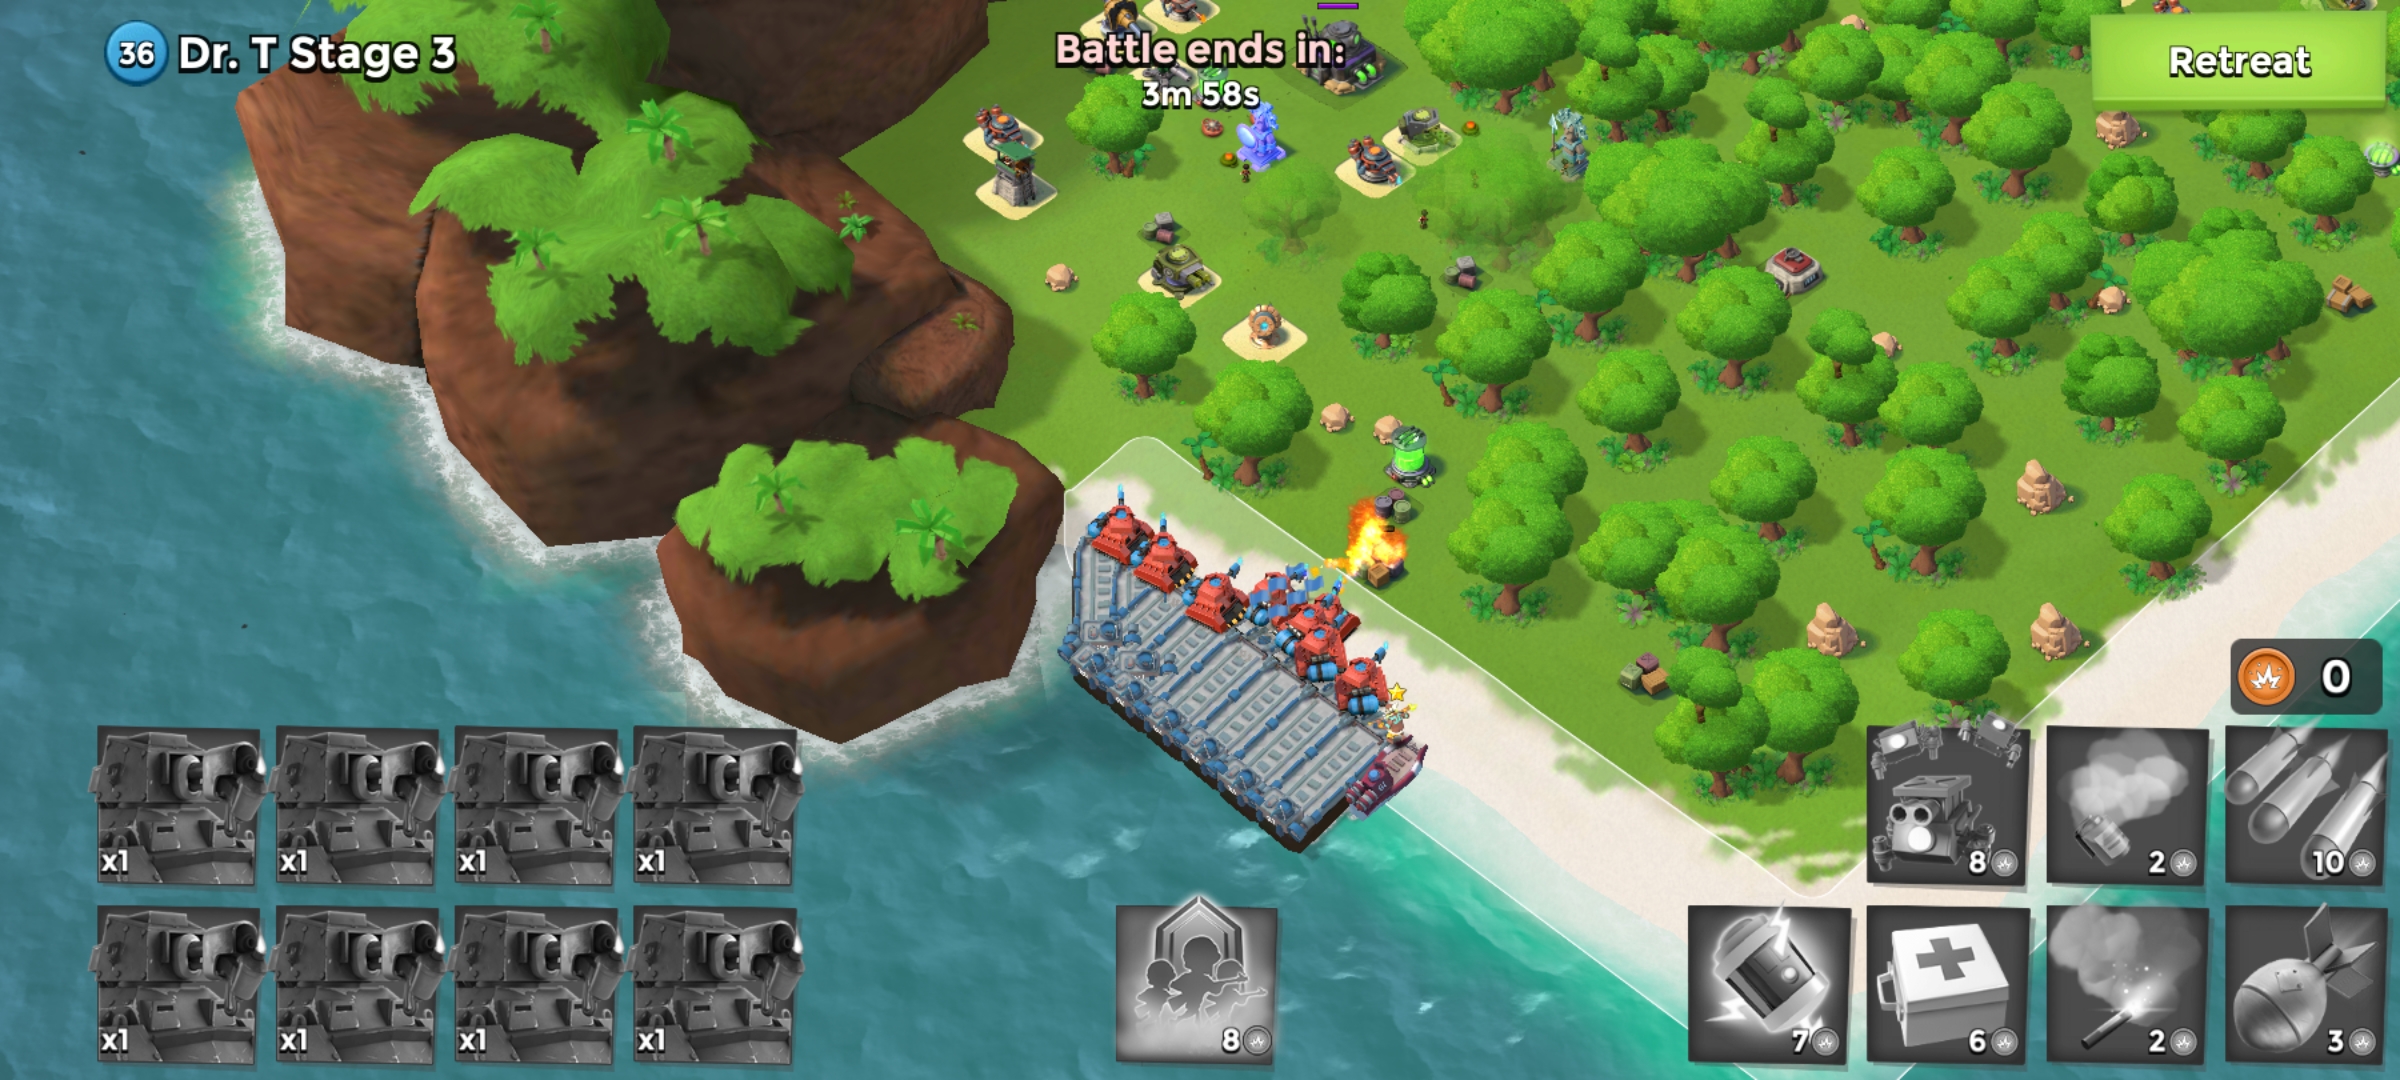 36 Dr. T Stage 3
Battle ends in:
3m 58s
Retreat
0
x1 x1 x1 x1
8 2 10
x1 x1 x1 x1
8
7 6 2 3